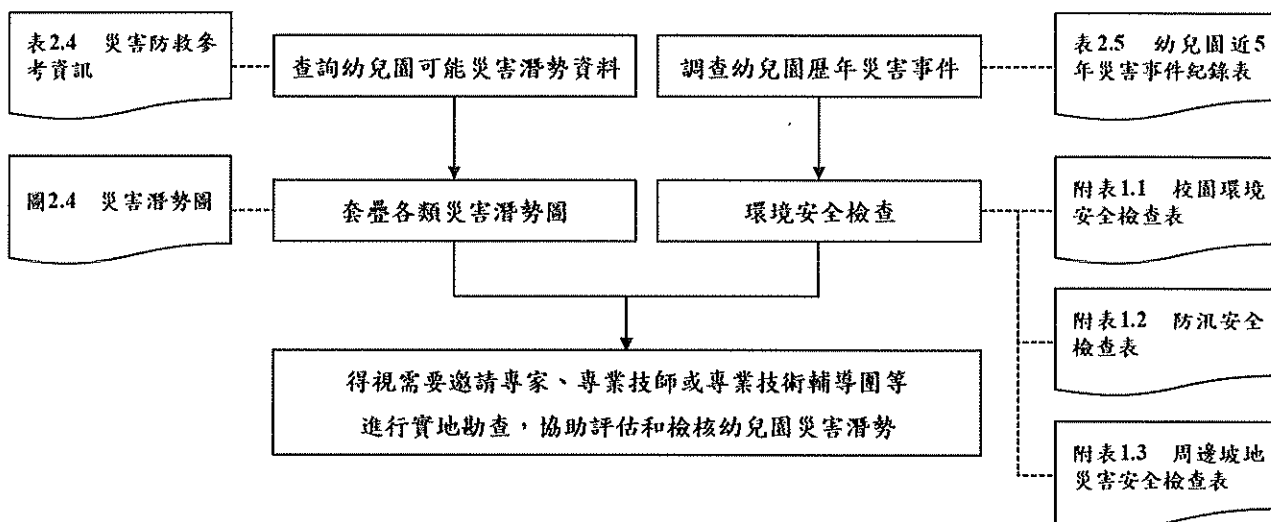 表2.4 災害防救參
考資訊
查詢幼兒園可能災害潛勢資料
調查幼兒園歷年災害事件
表2.5 幼兒園近5
年災害事件紀錄表
圖2.4 災害潛勢圖
套疊各類災害潛勢圖
環境安全檢查
附表1.1 校園環境
安全檢查表
附表1.2 防汛安全
檢查表
得視需要邀請專家、專業技師或專業技術輔導團等
進行實地勘查，協助評估和檢核幼兒園災害潛勢
附表1.3 周邊坡地
災害安全檢查表